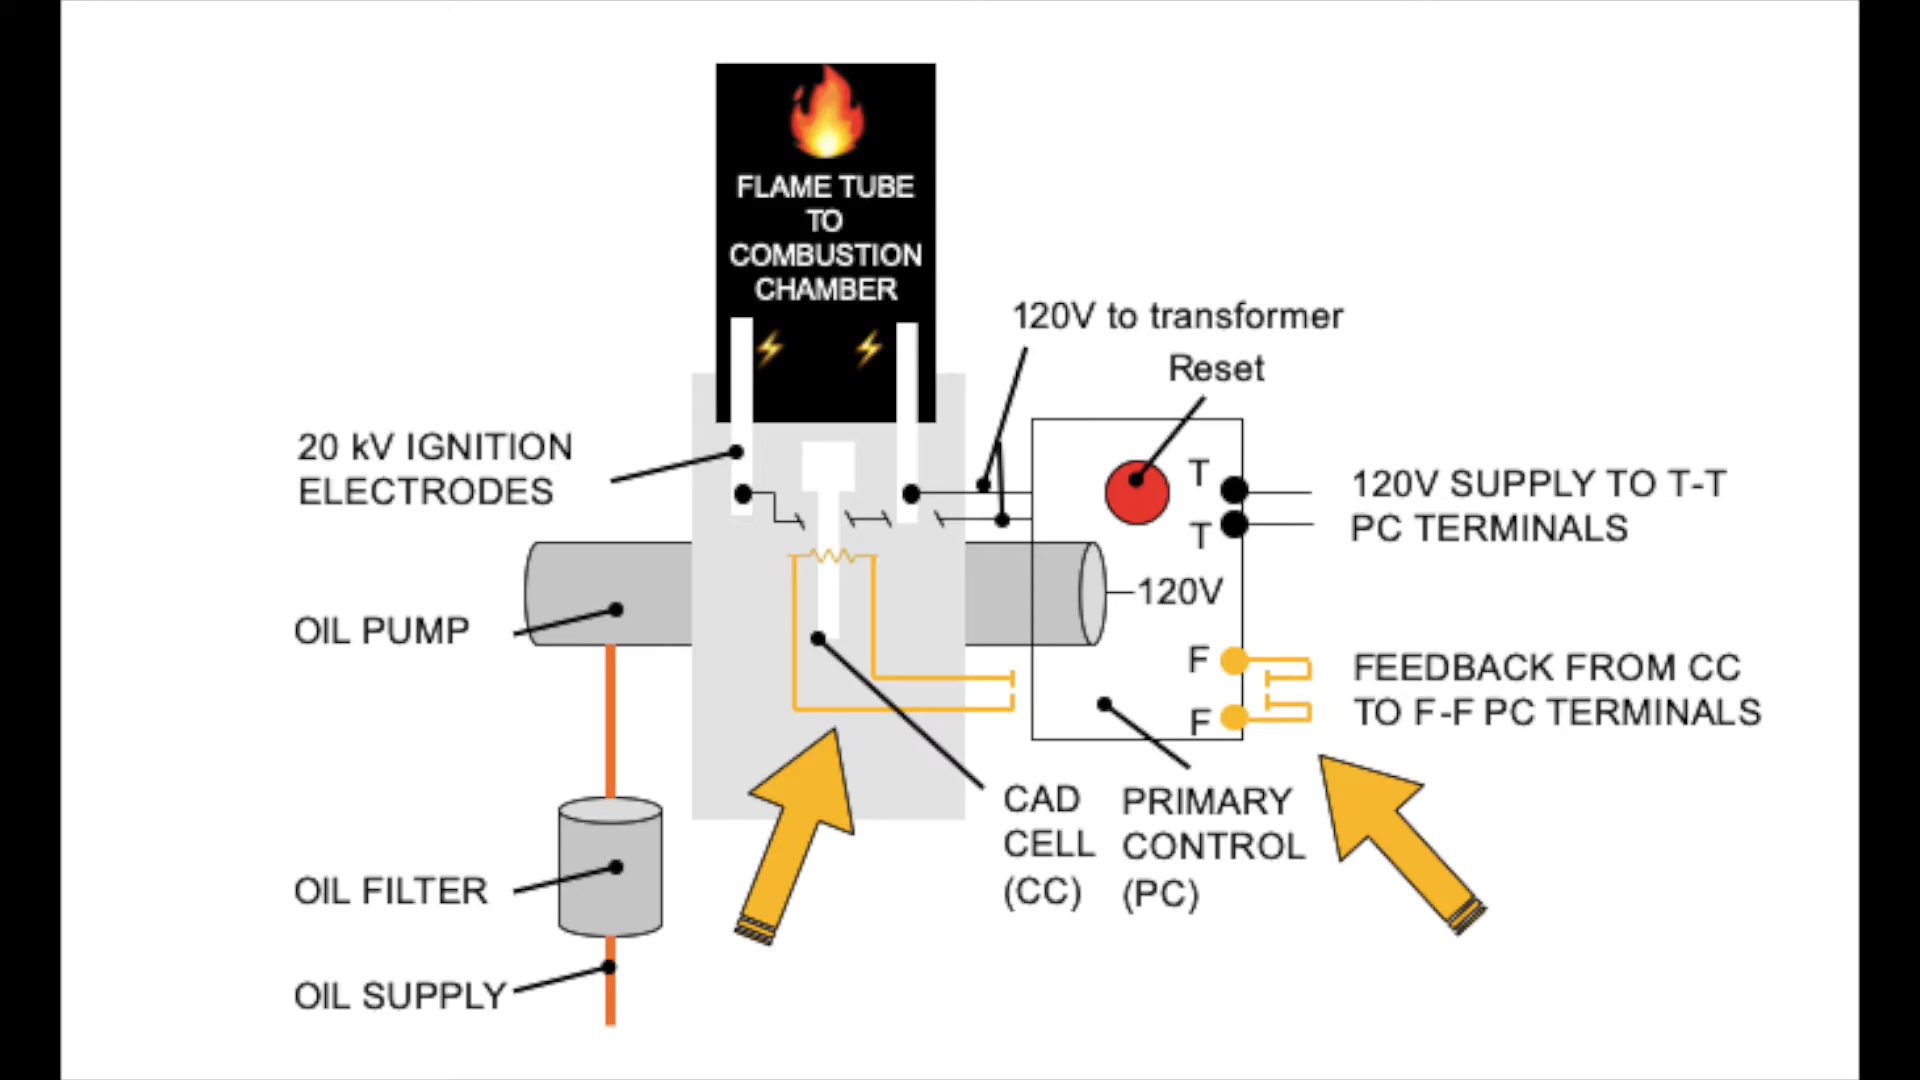 FLAME TUBE
TO
COMBUSTION
CHAMBER
120V to transformer
Reset
20 kV IGNITION
ELECTRODES
T
T
120V SUPPLY TO T-T
PC TERMINALS
120V
OIL PUMP
F
F
FEEDBACK FROM CC
TO F-F PC TERMINALS
CAD
CELL
(CC)
PRIMARY
CONTROL
(PC)
OIL FILTER
OIL SUPPLY